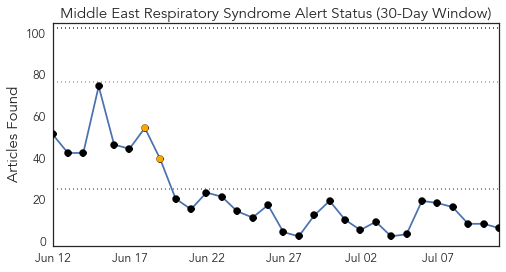 Middle East Respiratory Syndrome Alert Status (30-Day Window)
Articles Found
100
80
60
40
20
0
Jun 12 Jun 17 Jun 22 Jun 27 Jul 02 Jul 07